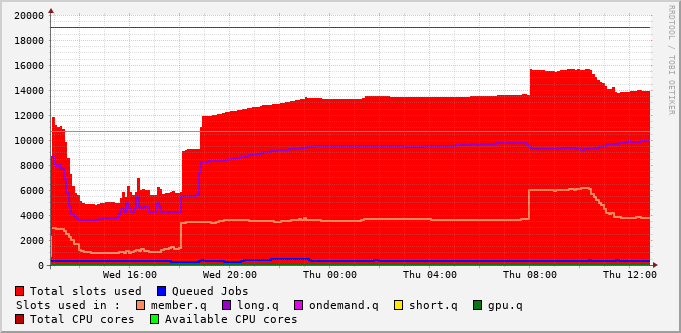 20000
18000
16000
14000
12000
10000
8000
6000
4000
2000
0
Wed 16:00 Wed 20:00 Thu 00:00 Thu 04:00 Thu 08:00 Thu 12:00
Total slots used Queued Jobs
Slots used in : member.q long.q ondemand.q short.q gpu.q
Total CPU cores Available CPU cores
RRDTOOL / TOBI OETIKER